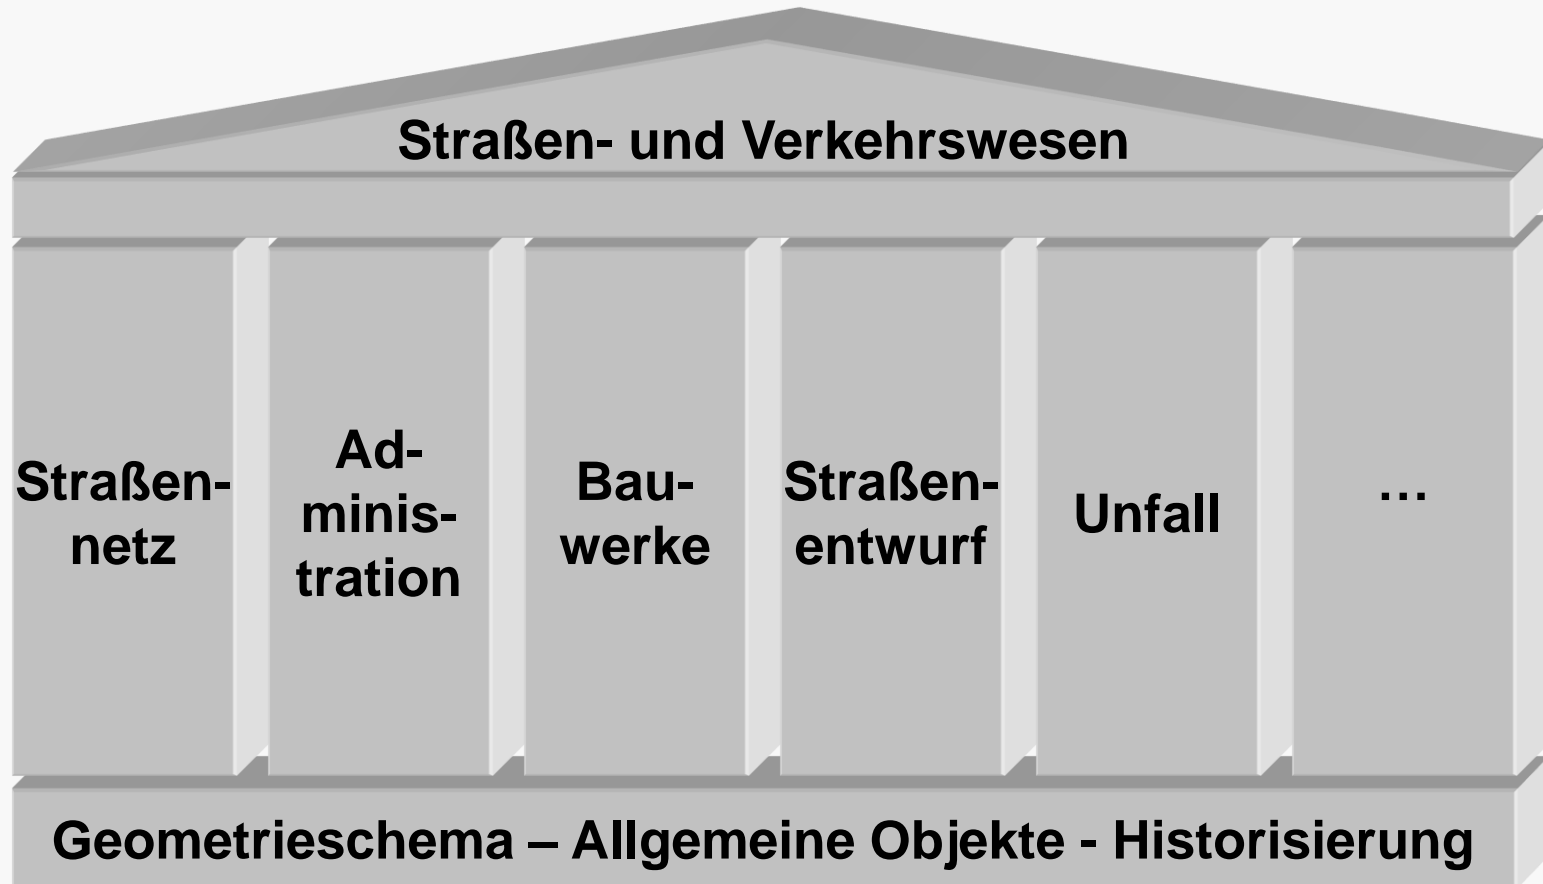 Straßen- und Verkehrswesen
Straßen-
netz
Ad-
minis-
tration
Bau-
werke
Straßen-
entwurf
Unfall
…
Geometrieschema – Allgemeine Objekte - Historisierung